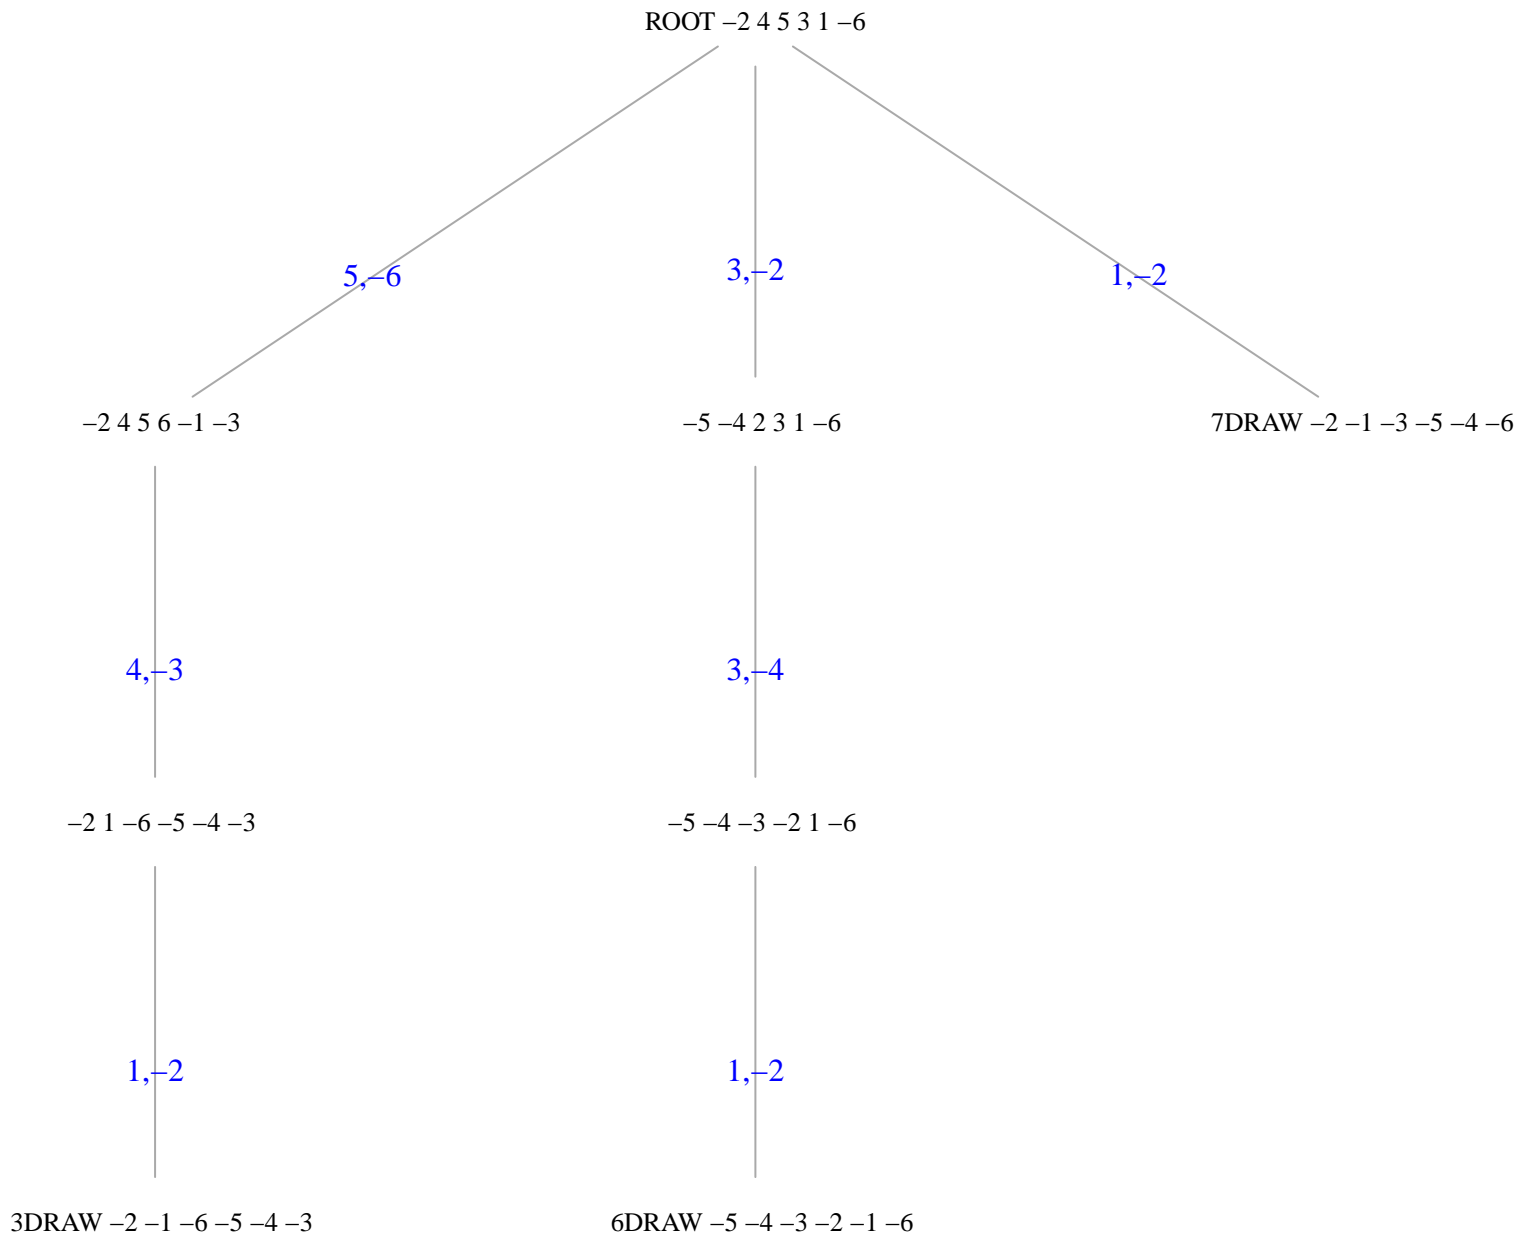 ROOT –2 4 5 3 1 –6
5,–6
3,–2
1,–2
–2 4 5 6 –1 –3
–5 –4 2 3 1 –6
7DRAW –2 –1 –3 –5 –4 –6
4,–3
3,–4
–2 1 –6 –5 –4 –3
–5 –4 –3 –2 1 –6
1,–2
1,–2
3DRAW –2 –1 –6 –5 –4 –3
6DRAW –5 –4 –3 –2 –1 –6